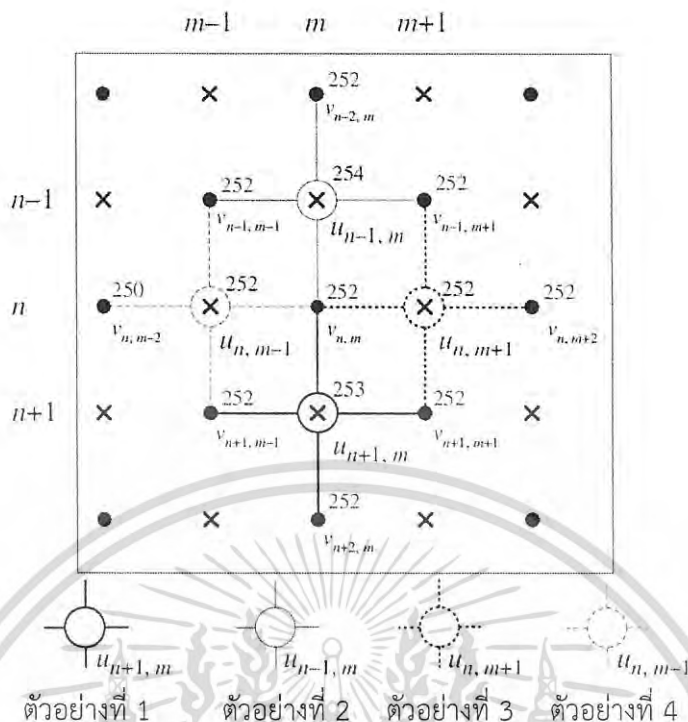 m−1 m m+1
252
v_{n−2, m}
n−1 252 254 252
v_{n−1, m−1} u_{n−1, m} v_{n−1, m+1}
n 250 252 252 252 252
v_{n, m−2} u_{n, m−1} v_{n, m} u_{n, m+1} v_{n, m+2}
n+1 252 253 252
v_{n+1, m−1} u_{n+1, m} v_{n+1, m+1}
252
v_{n+2, m}
u_{n+1, m} u_{n−1, m} u_{n, m+1} u_{n, m−1}
ตัวอย่างที่ 1 ตัวอย่างที่ 2 ตัวอย่างที่ 3 ตัวอย่างที่ 4